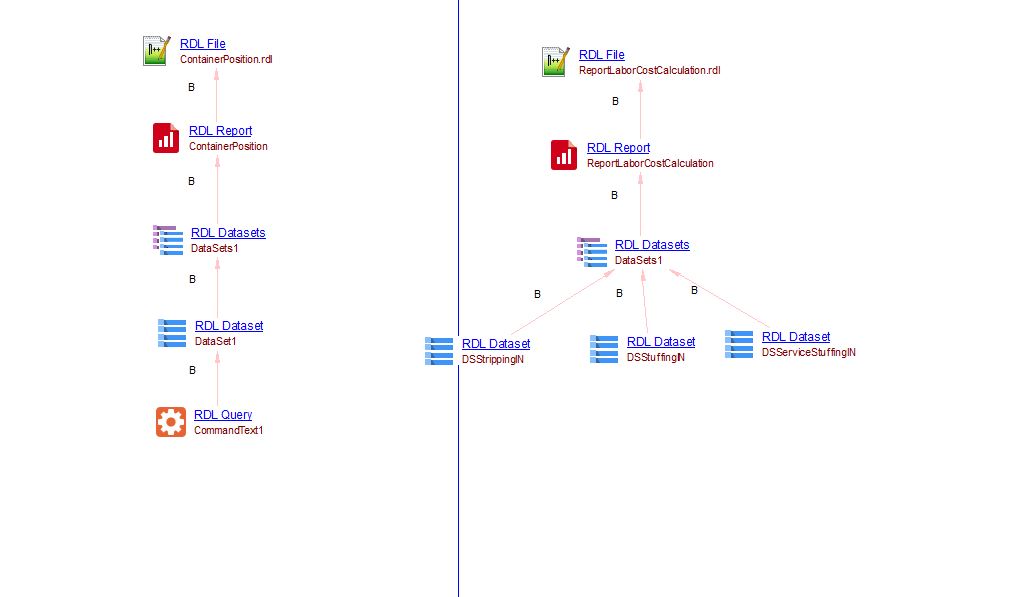 RDL File
ContainerPosition.rdl
B
RDL Report
ContainerPosition
B
RDL Datasets
DataSets1
B
RDL Dataset
DataSet1
B
RDL Query
CommandText1
RDL File
ReportLaborCostCalculation.rdl
B
RDL Report
ReportLaborCostCalculation
B
RDL Datasets
DataSets1
B
B
B
RDL Dataset
DSStrippingIN
RDL Dataset
DSStuffingIN
RDL Dataset
DSServiceStuffingIN